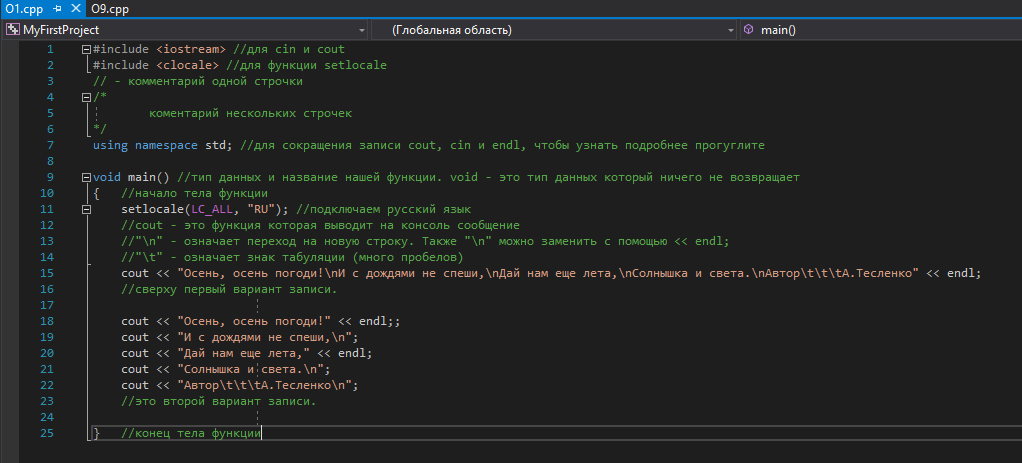 O1.cpp O9.cpp
MyFirstProject (Глобальная область) main()
1 #include <iostream> //для cin и cout
2 #include <clocale> //для функции setlocale
3 // - комментарий одной строчки
4 /*
5 коментарий нескольких строчек
6 */
7 using namespace std; //для сокращения записи cout, cin и endl, чтобы узнать подробнее прогуглите
8
9 void main() //тип данных и название нашей функции. void - это тип данных который ничего не возвращает
10 { //начало тела функции
11 setlocale(LC_ALL, "RU"); //подключаем русский язык
12 //cout - это функция которая выводит на консоль сообщение
13 //"\n" - означает переход на новую строку. Также "\n" можно заменить с помощью << endl;
14 //"\t" - означает знак табуляции (много пробелов)
15 cout << "Осень, осень погоди!\nИ с дождями не спеши,\nДай нам еще лета,\nСолнышка и света.\nАвтор\t\t\tА.Тесленко" << endl;
16 //сверху первый вариант записи.
17
18 cout << "Осень, осень погоди!" << endl;;
19 cout << "И с дождями не спеши,\n";
20 cout << "Дай нам еще лета," << endl;
21 cout << "Солнышка и света.\n";
22 cout << "Автор\t\t\tА.Тесленко\n";
23 //это второй вариант записи.
24
25 } //конец тела функции